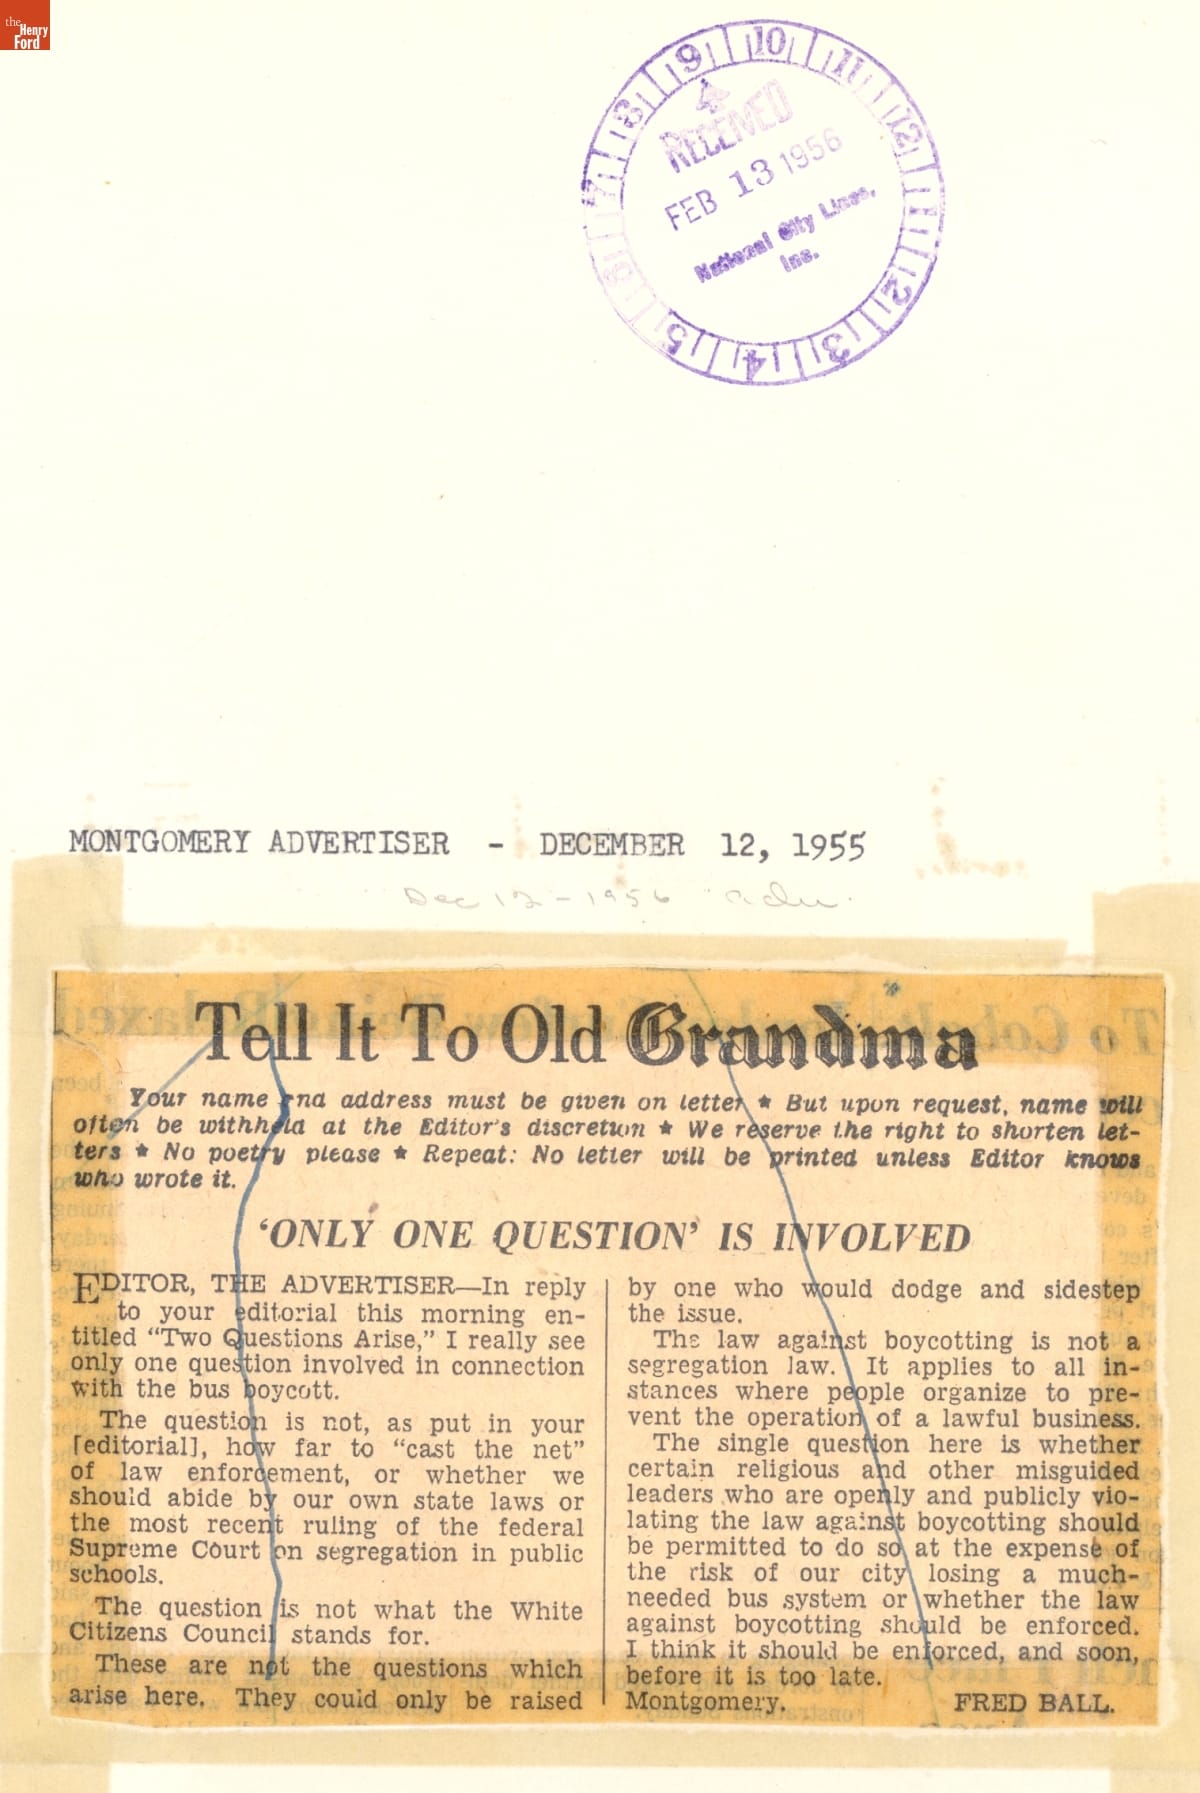 the
Henry
Ford
9 10 11 12 1 2 3 4 5 6 7 8
RECEIVED
FEB 13 1956
National City Lines,
Inc.
MONTGOMERY ADVERTISER - DECEMBER 12, 1955
Dec 12 - 1956 adv.
Tell It To Old Grandma
Your name and address must be given on letter ★ But upon request, name will
often be withheld at the Editor's discretion ★ We reserve the right to shorten let-
ters ★ No poetry please ★ Repeat: No letter will be printed unless Editor knows
who wrote it.
'ONLY ONE QUESTION' IS INVOLVED
EDITOR, THE ADVERTISER—In reply
to your editorial this morning en-
titled "Two Questions Arise," I really see
only one question involved in connection
with the bus boycott.
The question is not, as put in your
[editorial], how far to "cast the net"
of law enforcement, or whether we
should abide by our own state laws or
the most recent ruling of the federal
Supreme Court on segregation in public
schools.
The question is not what the White
Citizens Council stands for.
These are not the questions which
arise here. They could only be raised
by one who would dodge and sidestep
the issue.
The law against boycotting is not a
segregation law. It applies to all in-
stances where people organize to pre-
vent the operation of a lawful business.
The single question here is whether
certain religious and other misguided
leaders who are openly and publicly vio-
lating the law against boycotting should
be permitted to do so at the expense of
the risk of our city losing a much-
needed bus system or whether the law
against boycotting should be enforced.
I think it should be enforced, and soon,
before it is too late.
Montgomery. FRED BALL.